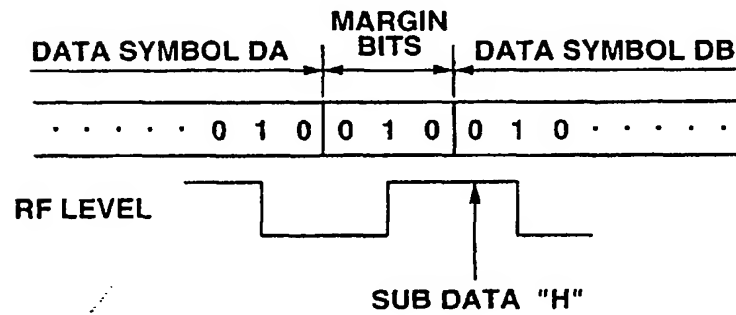 MARGIN
DATA SYMBOL DA BITS DATA SYMBOL DB
· · · · · 0 1 0 0 1 0 0 1 0 · · · · ·
RF LEVEL
SUB DATA "H"